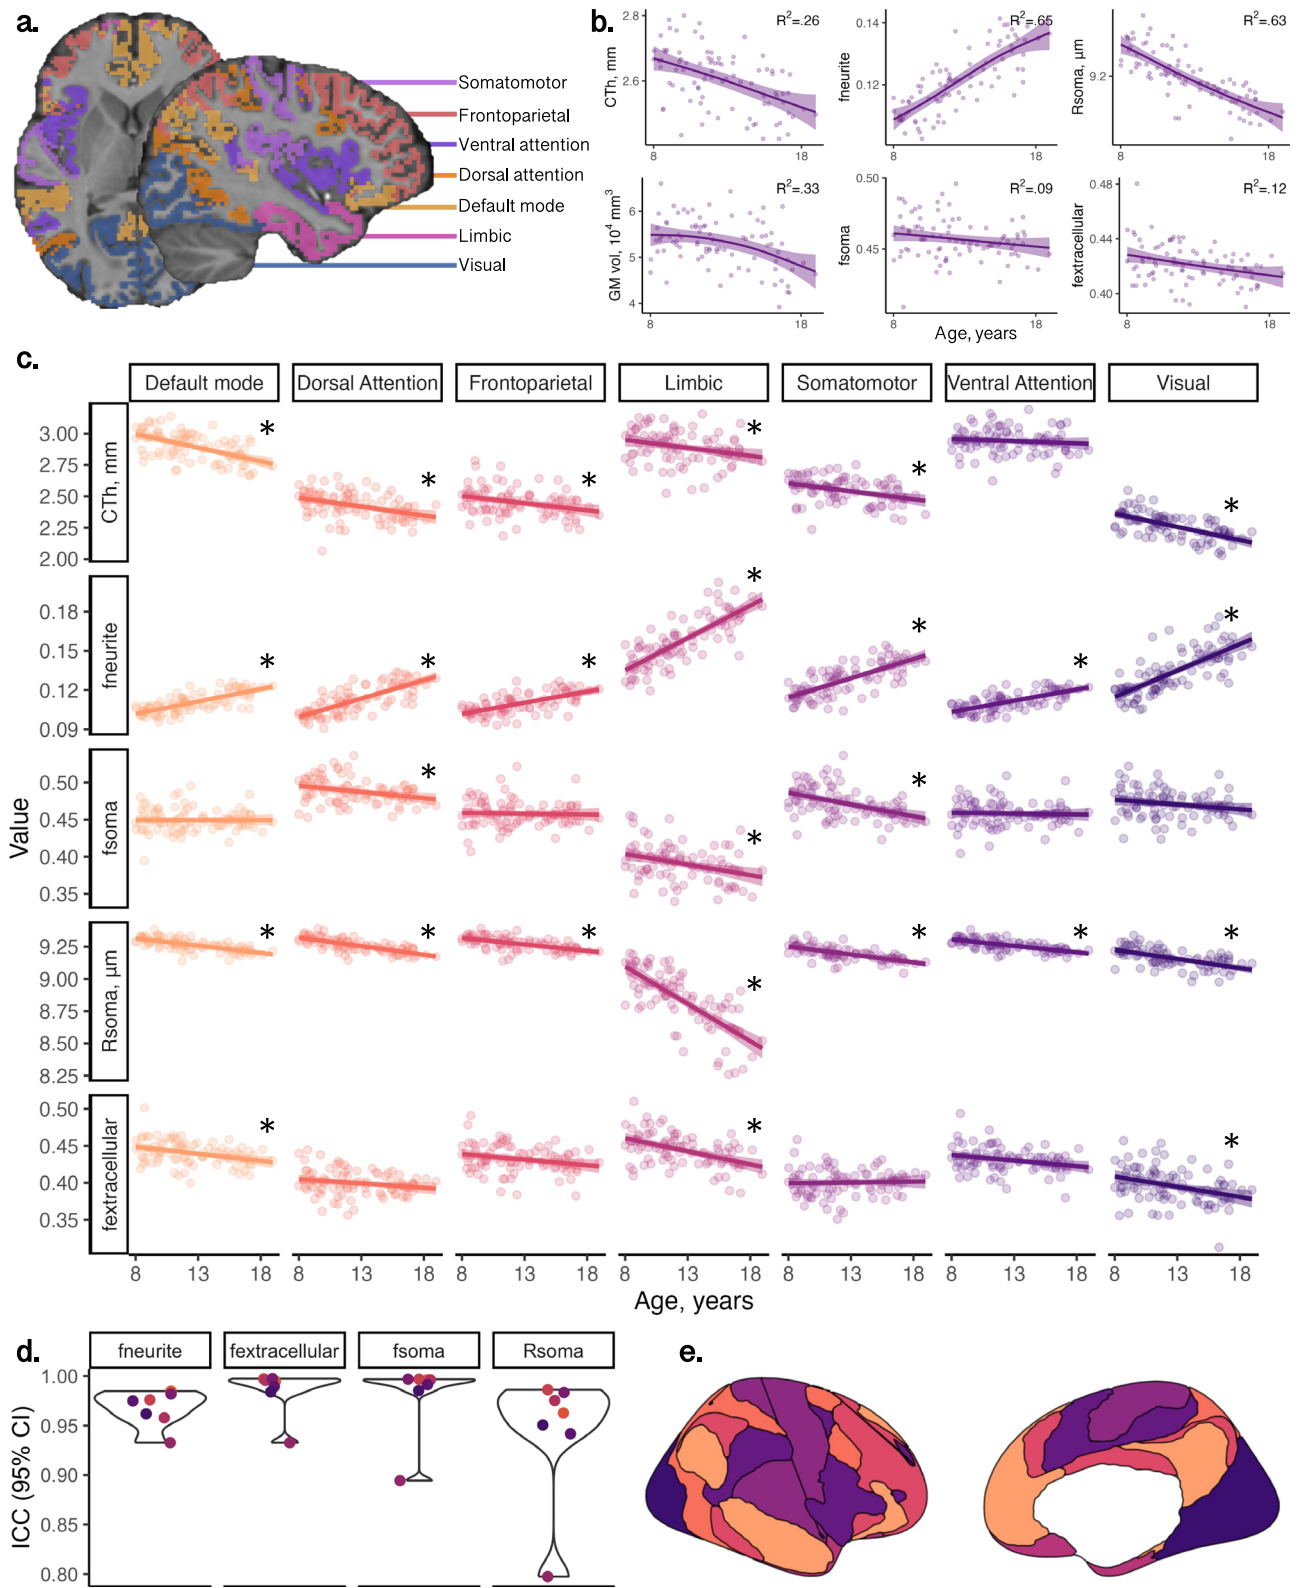 a.
Somatomotor
Frontoparietal
Ventral attention
Dorsal attention
Default mode
Limbic
Visual
b.
CTh, mm
2.8
2.6
R²=.26
8
18
fneurite
0.14
0.12
R²=.65
8
18
Rsoma, µm
9.2
R²=.63
8
18
GM vol, 10⁴ mm³
6
5
4
R²=.33
8
18
fsoma
0.50
0.45
R²=.09
8
18
fextracellular
0.48
0.44
0.40
R²=.12
8
18
Age, years
c.
Default mode
Dorsal Attention
Frontoparietal
Limbic
Somatomotor
Ventral Attention
Visual
Value
CTh, mm
3.00
2.75
2.50
2.25
2.00
* * * * * *
fneurite
0.18
0.15
0.12
0.09
* * * * * * *
fsoma
0.50
0.45
0.40
0.35
* * *
Rsoma, µm
9.25
9.00
8.75
8.50
8.25
* * * * * * *
fextracellular
0.50
0.45
0.40
0.35
* * *
8 13 18 8 13 18 8 13 18 8 13 18 8 13 18 8 13 18 8 13 18
Age, years
d.
fneurite
fextracellular
fsoma
Rsoma
ICC (95% CI)
1.00
0.95
0.90
0.85
0.80
e.